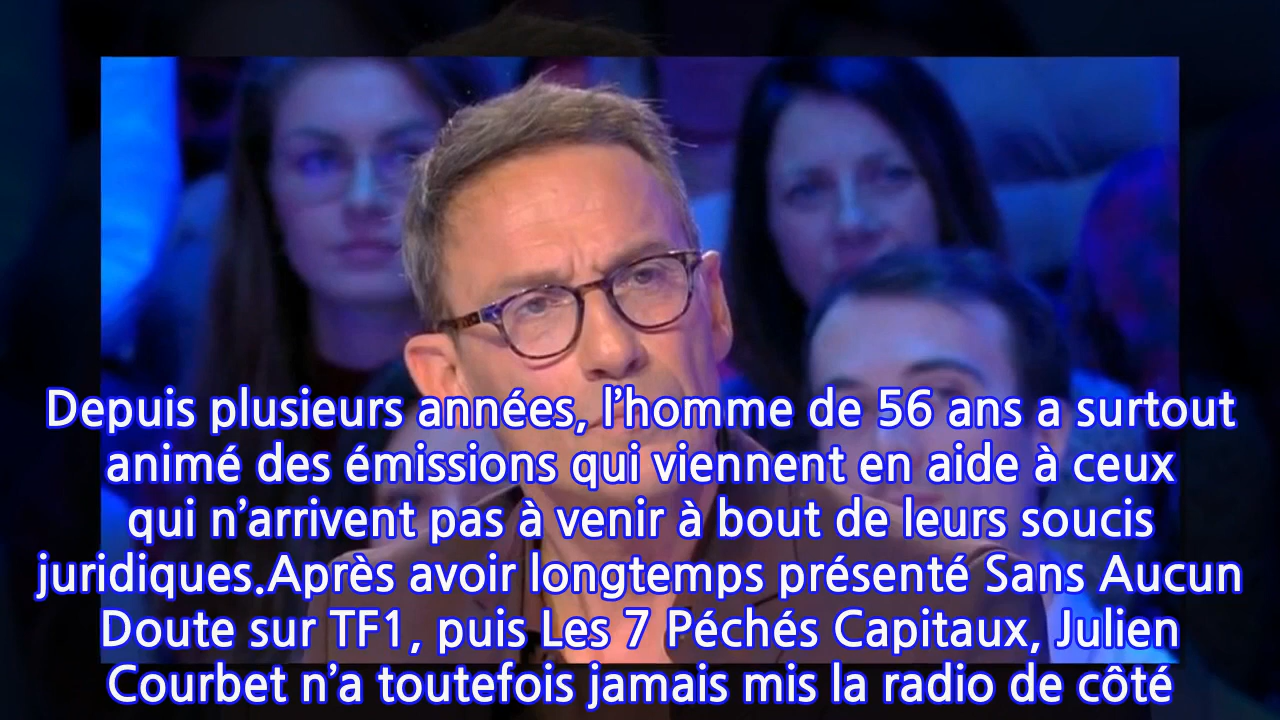 Depuis plusieurs années, l’homme de 56 ans a surtout
animé des émissions qui viennent en aide à ceux
qui n’arrivent pas à venir à bout de leurs soucis
juridiques.Après avoir longtemps présenté Sans Aucun
Doute sur TF1, puis Les 7 Péchés Capitaux, Julien
Courbet n’a toutefois jamais mis la radio de côté